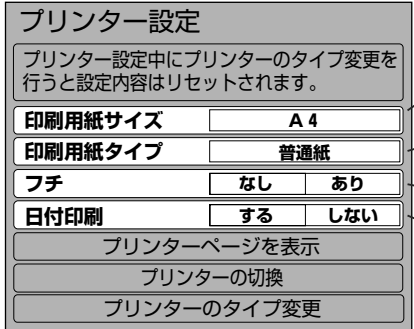 プリンター設定
プリンター設定中にプリンターのタイプ変更を
行うと設定内容はリセットされます。
印刷用紙サイズ A4
印刷用紙タイプ 普通紙
フチ なし あり
日付印刷 する しない
プリンターページを表示
プリンターの切換
プリンターのタイプ変更